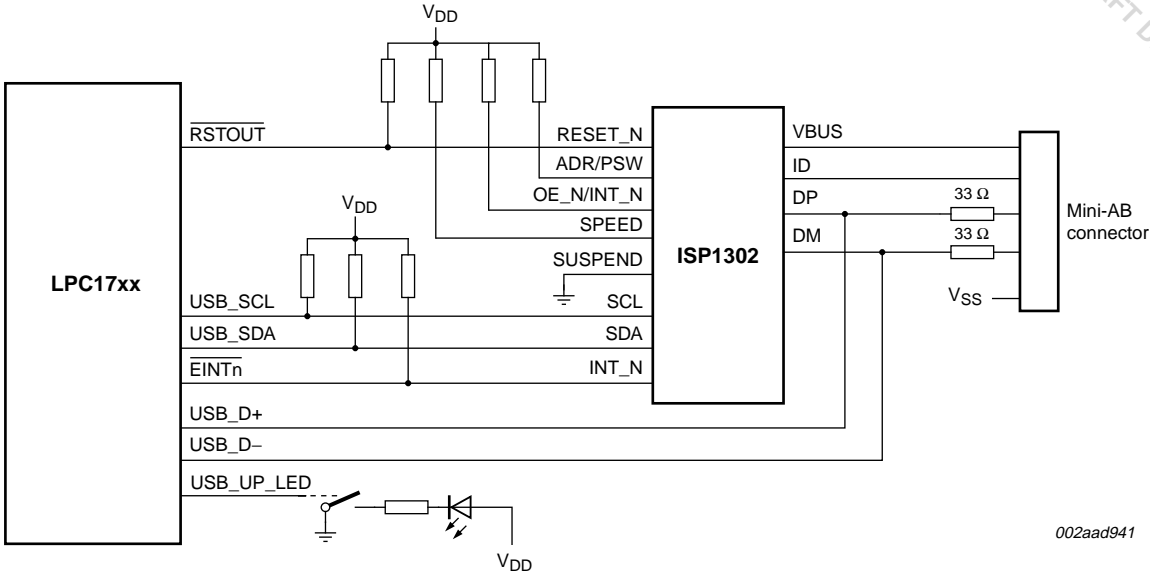 VDD
RSTOUT
RESET_N
ADR/PSW
OE_N/INT_N
SPEED
SUSPEND
VDD
LPC17xx
USB_SCL
SCL
USB_SDA
SDA
EINTn
INT_N
ISP1302
VBUS
ID
DP
33 Ω
DM
33 Ω
Mini-AB
connector
VSS
USB_D+
USB_D−
USB_UP_LED
VDD
002aad941